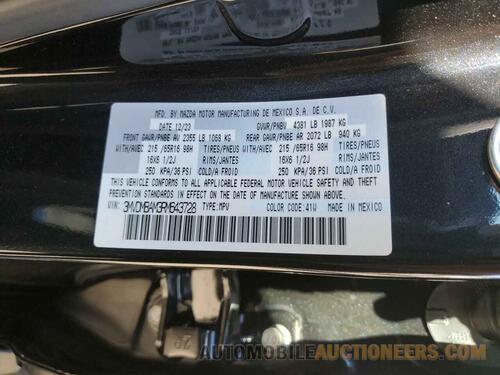 MFD. BY MAZDA MOTOR MANUFACTURING DE MEXICO S.A. DE C.V.
DATE 12/23 GVWR/PNBV 4381 LB 1987 KG
FRONT GAWR/PNBE AV 2355 LB 1068 KG REAR GAWR/PNBE AR 2072 LB 940 KG
WITH/AVEC 215 /65R16 98H TIRES/PNEUS WITH/AVEC 215 /65R16 98H TIRES/PNEUS
16X6 1/2J RIMS/JANTES 16X6 1/2J RIMS/JANTES
250 KPA/36 PSI COLD/A FROID 250 KPA/36 PSI COLD/A FROID
THIS VEHICLE CONFORMS TO ALL APPLICABLE FEDERAL MOTOR VEHICLE SAFETY, BUMPER, AND THEFT
PREVENTION STANDARDS IN EFFECT ON THE DATE OF MANUFACTURE SHOWN ABOVE.
VIN: 3MVDMBAM3RM643728 TYPE:MPV COLOR CODE:41W MADE IN MEXICO
AUTOMOBILEAUCTIONEERS.COM